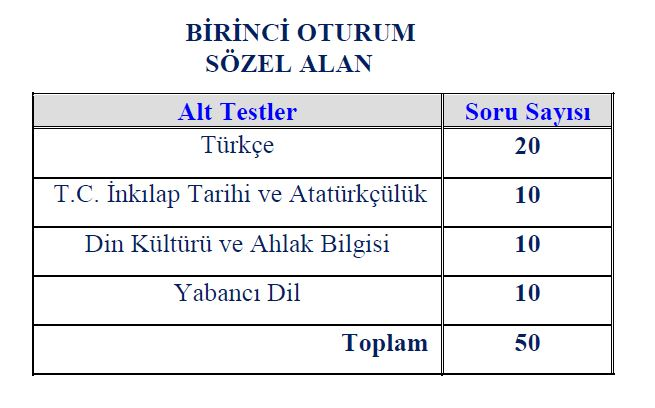 BİRİNCİ OTURUM
SÖZEL ALAN
Alt Testler Soru Sayısı
Türkçe 20
T.C. İnkılap Tarihi ve Atatürkçülük 10
Din Kültürü ve Ahlak Bilgisi 10
Yabancı Dil 10
Toplam 50